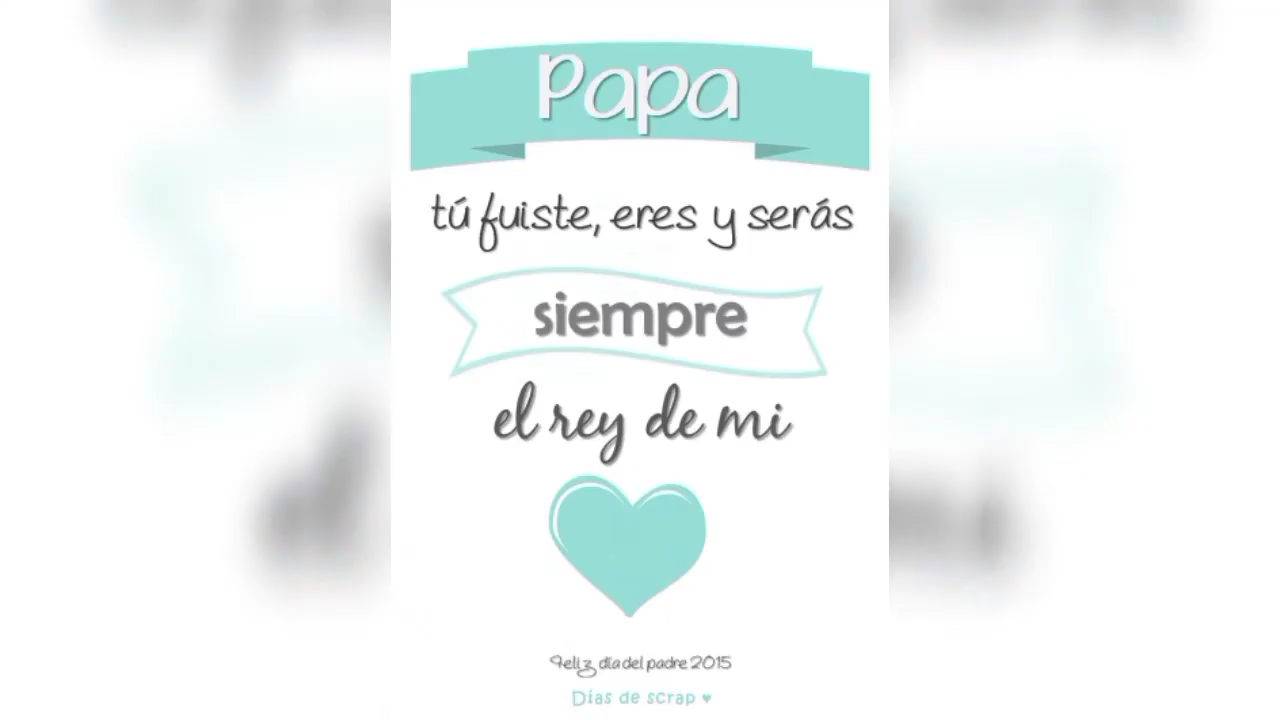 Papa
tú fuiste, eres y serás
siempre
el rey de mi
Feliz día del padre 2015
Días de scrap ♥